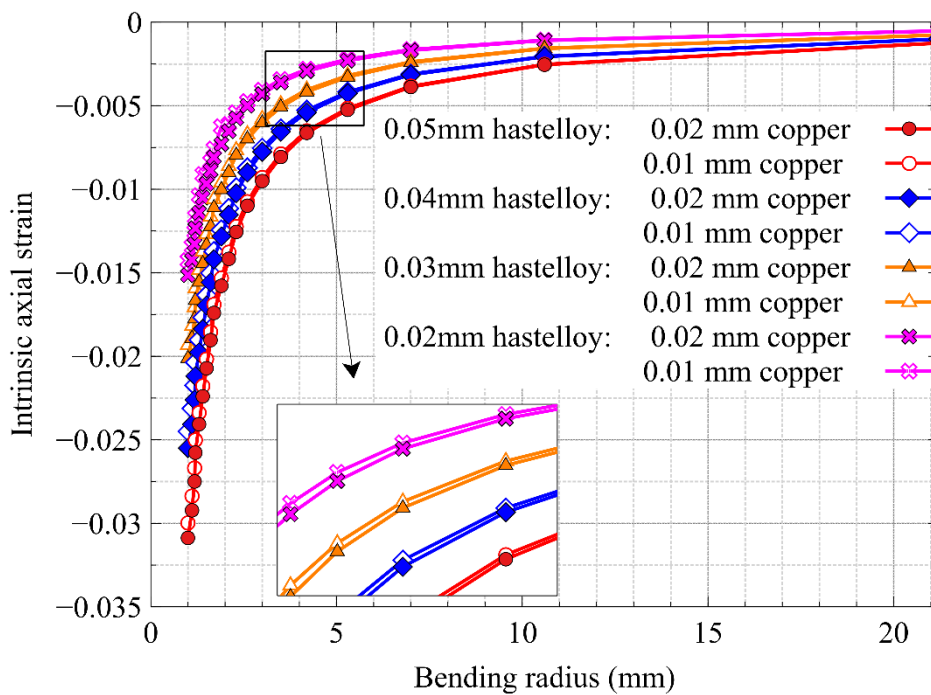 0
−0.005
−0.01
−0.015
−0.02
−0.025
−0.03
−0.035
Intrinsic axial strain
0.05mm hastelloy: 0.02 mm copper
0.01 mm copper
0.04mm hastelloy: 0.02 mm copper
0.01 mm copper
0.03mm hastelloy: 0.02 mm copper
0.01 mm copper
0.02mm hastelloy: 0.02 mm copper
0.01 mm copper
0 5 10 15 20
Bending radius (mm)